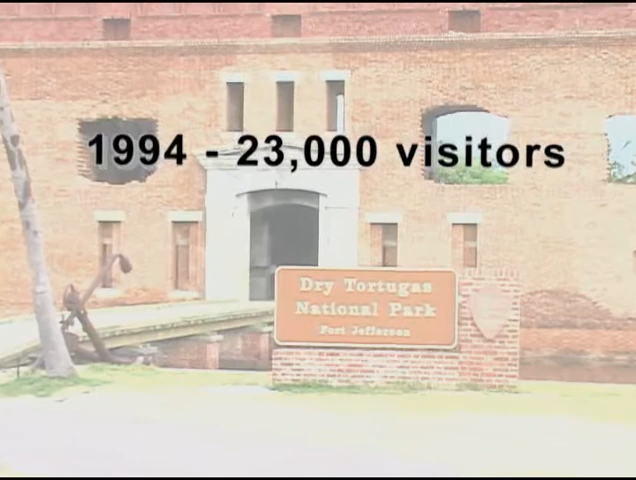 1994 - 23,000 visitors
Dry Tortugas
National Park
Fort Jefferson